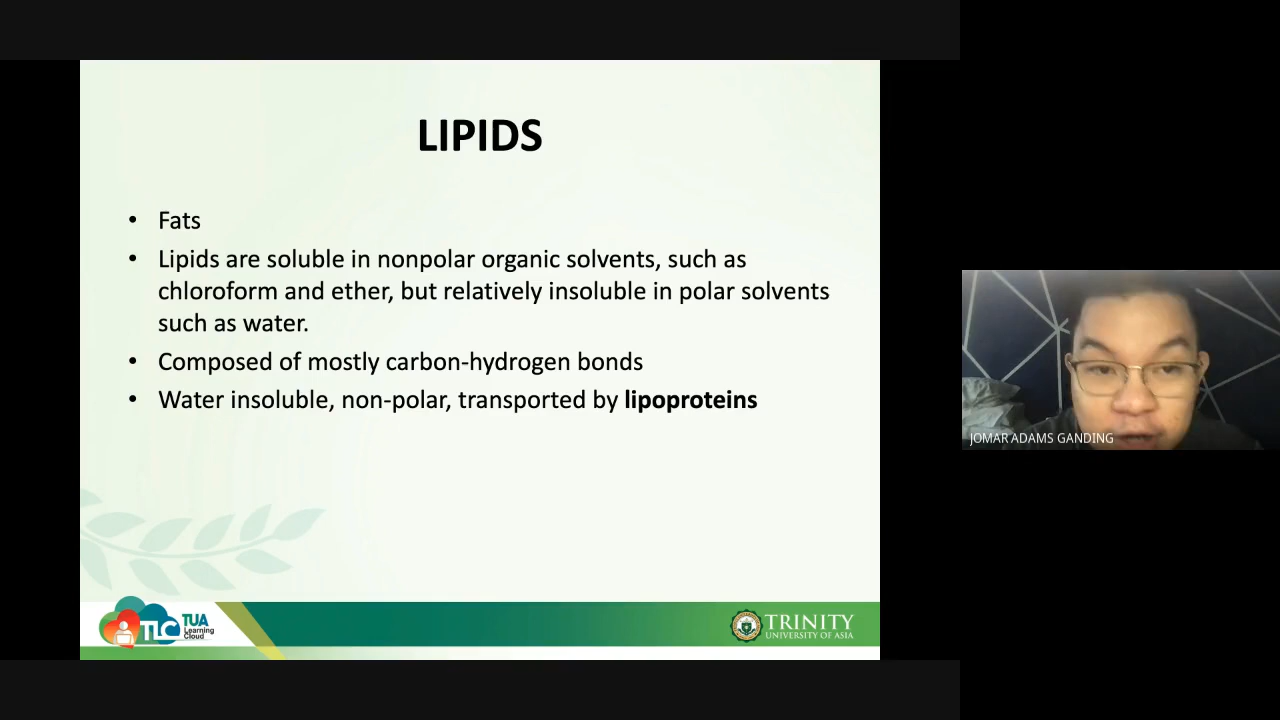 LIPIDS
• Fats
• Lipids are soluble in nonpolar organic solvents, such as
chloroform and ether, but relatively insoluble in polar solvents
such as water.
• Composed of mostly carbon-hydrogen bonds
• Water insoluble, non-polar, transported by lipoproteins
JOMAR ADAMS GANDING
TLC
TUA
Learning
Cloud
TRINITY
UNIVERSITY OF ASIA